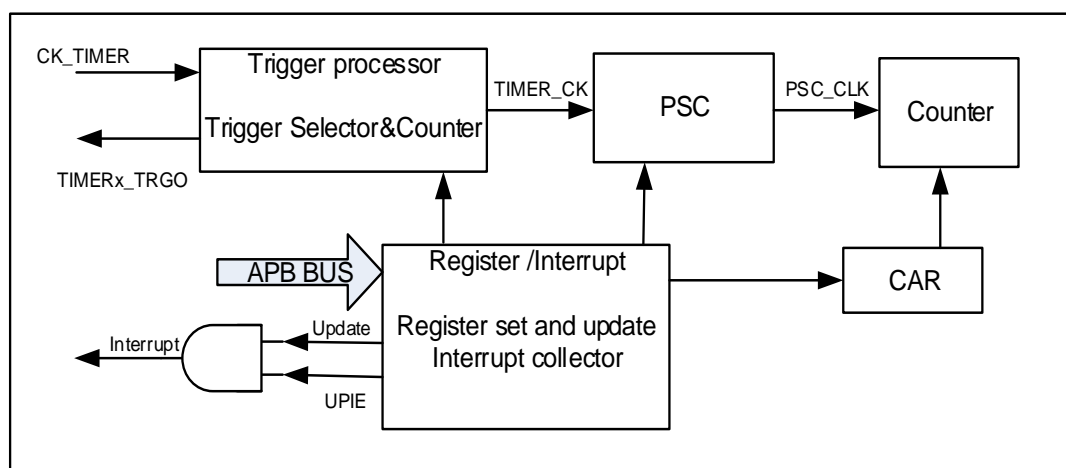 CK_TIMER
Trigger processor
Trigger Selector&Counter
TIMERx_TRGO
TIMER_CK
PSC
PSC_CLK
Counter
APB BUS
Register /Interrupt
Register set and update
Interrupt collector
CAR
Interrupt
Update
UPIE